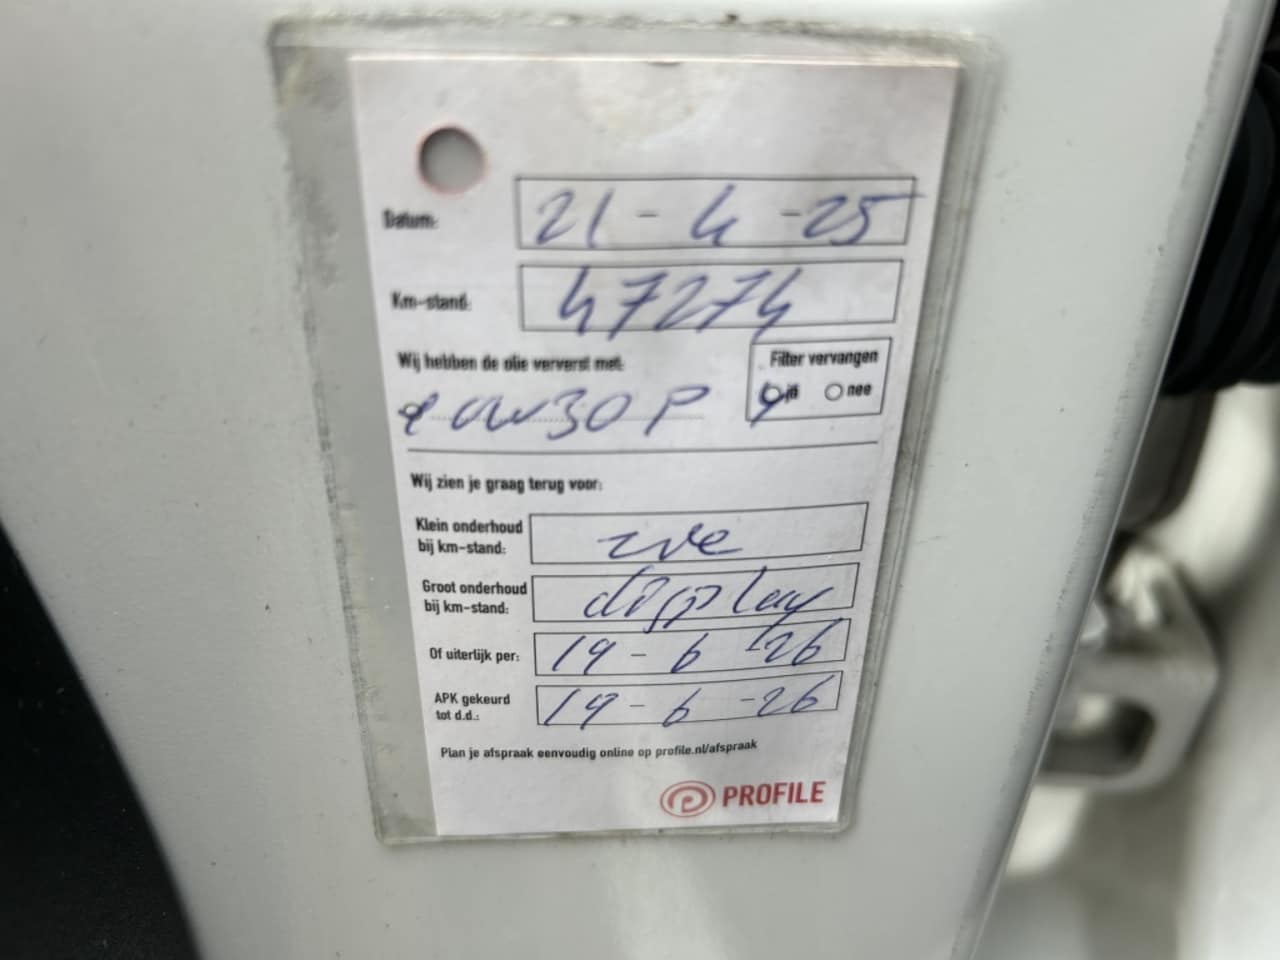 Datum: 21-4-25
Km-stand: 47274
Wij hebben de olie ververst met:
0W30 P
Filter vervangen
ja nee
Wij zien je graag terug voor:
Klein onderhoud bij km-stand: zie
Groot onderhoud bij km-stand: display
Of uiterlijk per: 19-6-26
APK gekeurd tot d.d.: 19-6-26
Plan je afspraak eenvoudig online op profile.nl/afspraak
PROFILE